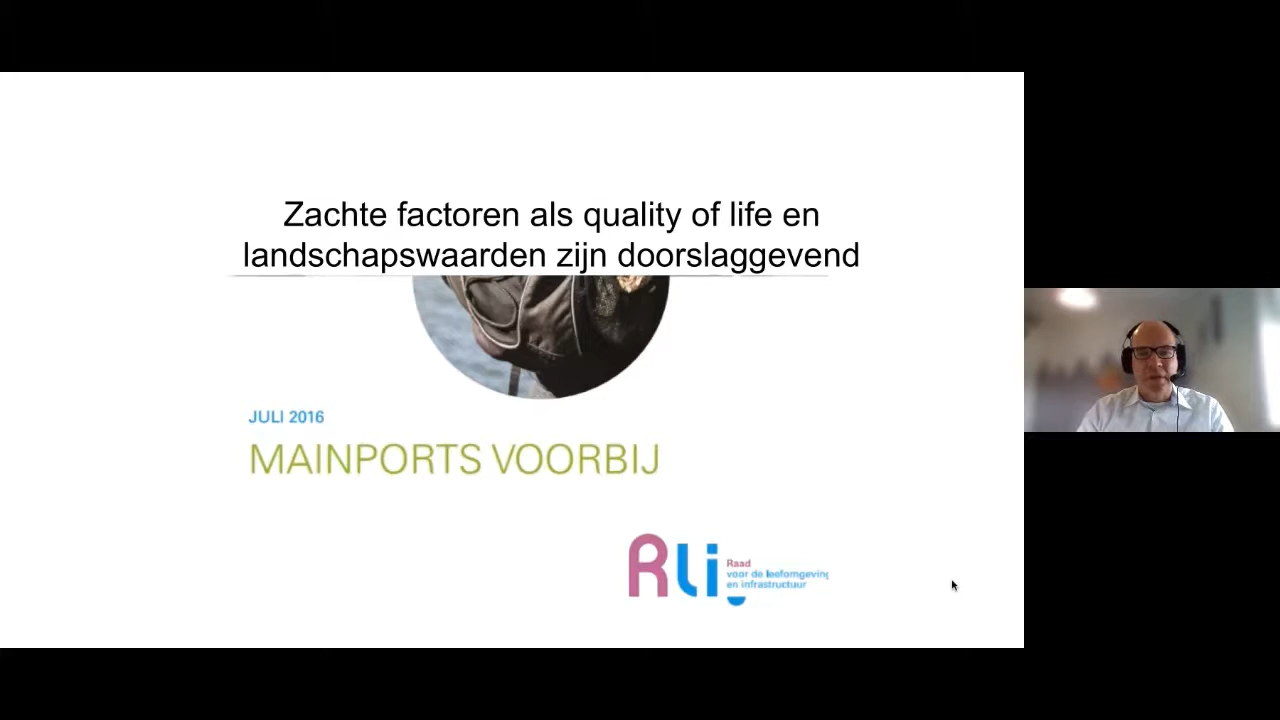 Zachte factoren als quality of life en
landschapswaarden zijn doorslaggevend
JULI 2016
MAINPORTS VOORBIJ
Rli
Raad
voor de leefomgeving
en infrastructuur